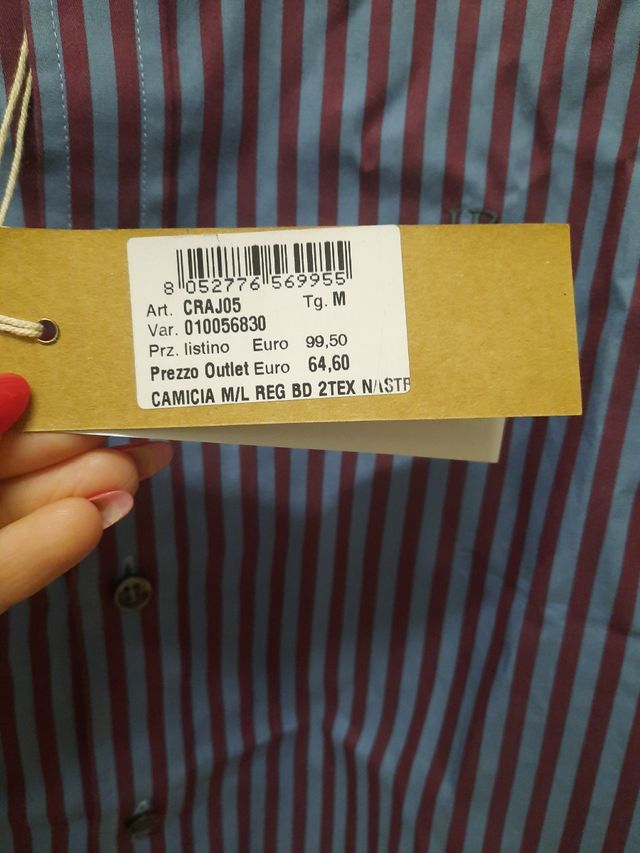 8 052776 569955
Art. CRAJ05 Tg. M
Var. 010056830
Prz. listino Euro 99,50
Prezzo Outlet Euro 64,60
CAMICIA M/L REG BD 2TEX